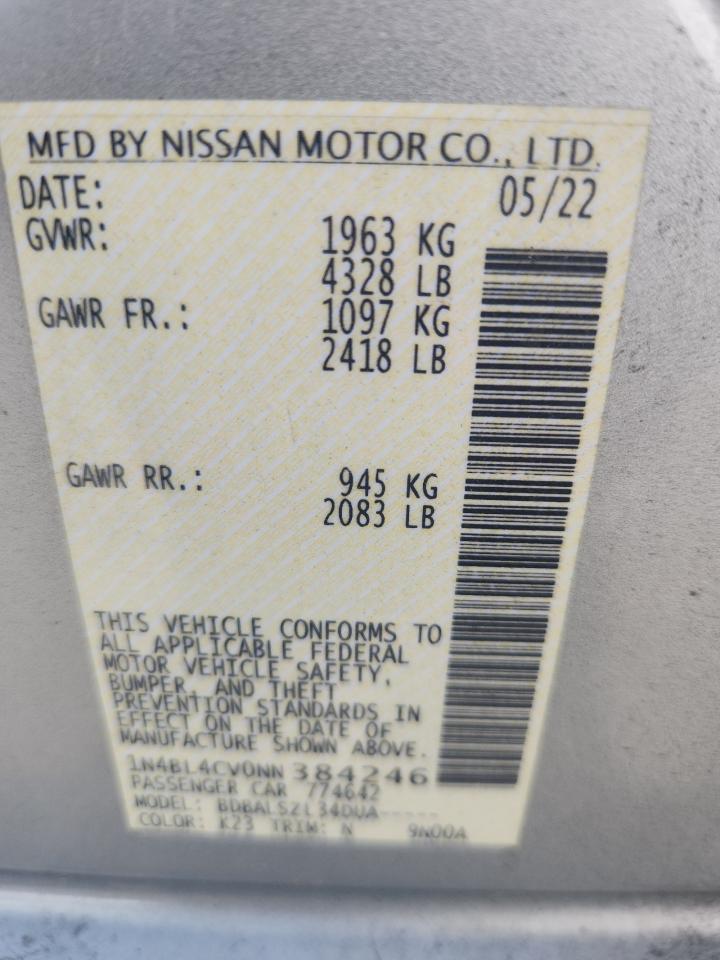 MFD BY NISSAN MOTOR CO., LTD.
DATE: 05/22
GVWR: 1963 KG
4328 LB
GAWR FR.: 1097 KG
2418 LB
GAWR RR.: 945 KG
2083 LB
THIS VEHICLE CONFORMS TO
ALL APPLICABLE FEDERAL
MOTOR VEHICLE SAFETY,
BUMPER, AND THEFT
PREVENTION STANDARDS IN
EFFECT ON THE DATE OF
MANUFACTURE SHOWN ABOVE.
1N4BL4CV0NN384246
PASSENGER CAR 774642
MODEL: BDBALSZL34DUA-----
COLOR: K23 TRIM: N 9N00A